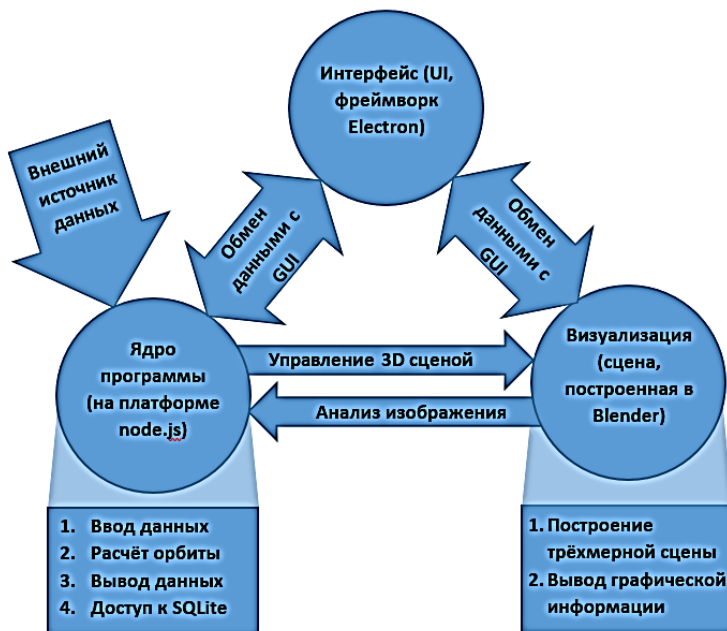 Интерфейс (UI,
фреймворк
Electron)
Внешний
источник
данных
Обмен
данными с
GUI
Обмен
данными с
GUI
Ядро
программы
(на платформе
node.js)
Управление 3D сценой
Анализ изображения
Визуализация
(сцена,
построенная в
Blender)
1. Ввод данных
2. Расчёт орбиты
3. Вывод данных
4. Доступ к SQLite
1. Построение
трёхмерной сцены
2. Вывод графической
информации